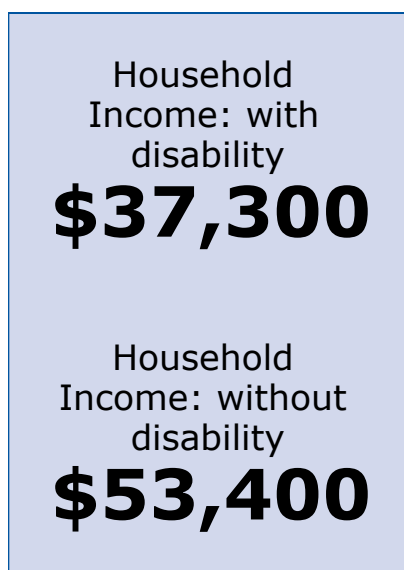 Household
Income: with
disability
$37,300
Household
Income: without
disability
$53,400